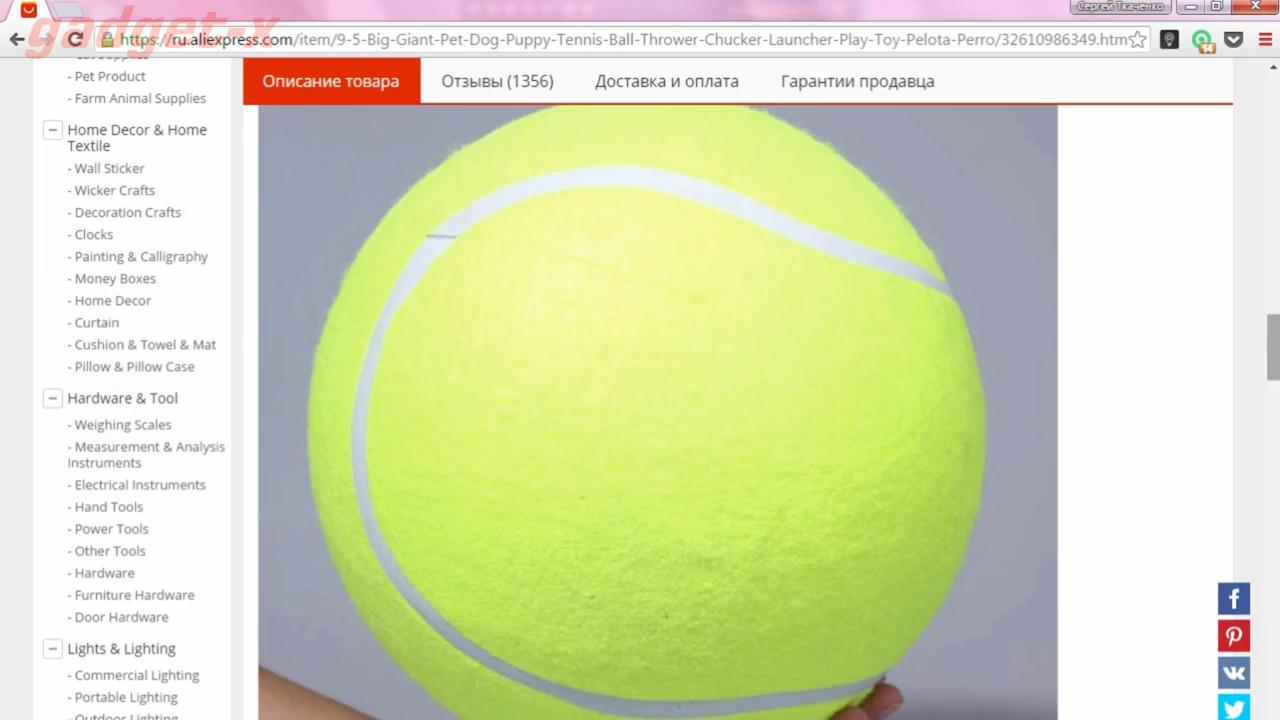 gadget-x
Сергей Ткаченко
https://ru.aliexpress.com/item/9-5-Big-Giant-Pet-Dog-Puppy-Tennis-Ball-Thrower-Chucker-Launcher-Play-Toy-Pelota-Perro/32610986349.htm
14
- Pet Product
- Farm Animal Supplies
Home Decor & Home
Textile
- Wall Sticker
- Wicker Crafts
- Decoration Crafts
- Clocks
- Painting & Calligraphy
- Money Boxes
- Home Decor
- Curtain
- Cushion & Towel & Mat
- Pillow & Pillow Case
Hardware & Tool
- Weighing Scales
- Measurement & Analysis
Instruments
- Electrical Instruments
- Hand Tools
- Power Tools
- Other Tools
- Hardware
- Furniture Hardware
- Door Hardware
Lights & Lighting
- Commercial Lighting
- Portable Lighting
- Outdoor Lighting
Описание товара
Отзывы (1356)
Доставка и оплата
Гарантии продавца